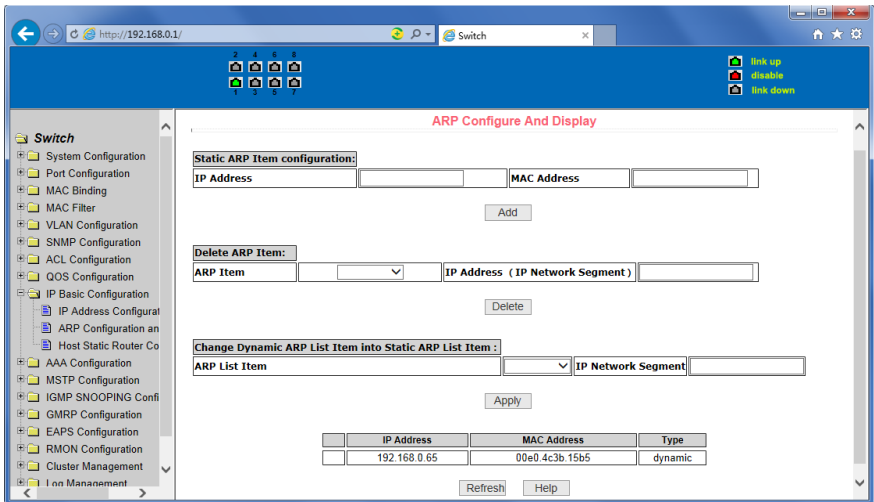 http://192.168.0.1/
Switch
2 4 6 8
1 3 5 7
link up
disable
link down
Switch
System Configuration
Port Configuration
MAC Binding
MAC Filter
VLAN Configuration
SNMP Configuration
ACL Configuration
QOS Configuration
IP Basic Configuration
IP Address Configurat
ARP Configuration an
Host Static Router Co
AAA Configuration
MSTP Configuration
IGMP SNOOPING Confi
GMRP Configuration
EAPS Configuration
RMON Configuration
Cluster Management
Log Management
ARP Configure And Display
Static ARP Item configuration:
IP Address MAC Address
Add
Delete ARP Item:
ARP Item IP Address （IP Network Segment）
Delete
Change Dynamic ARP List Item into Static ARP List Item :
ARP List Item IP Network Segment
Apply
IP Address MAC Address Type
192.168.0.65 00e0.4c3b.15b5 dynamic
Refresh Help